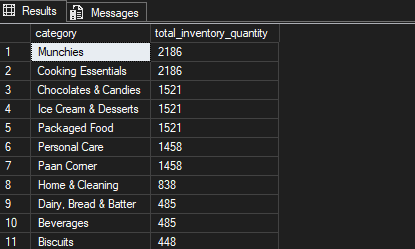 Results Messages
category total_inventory_quantity
1 Munchies 2186
2 Cooking Essentials 2186
3 Chocolates & Candies 1521
4 Ice Cream & Desserts 1521
5 Packaged Food 1521
6 Personal Care 1458
7 Paan Corner 1458
8 Home & Cleaning 838
9 Dairy, Bread & Batter 485
10 Beverages 485
11 Biscuits 448